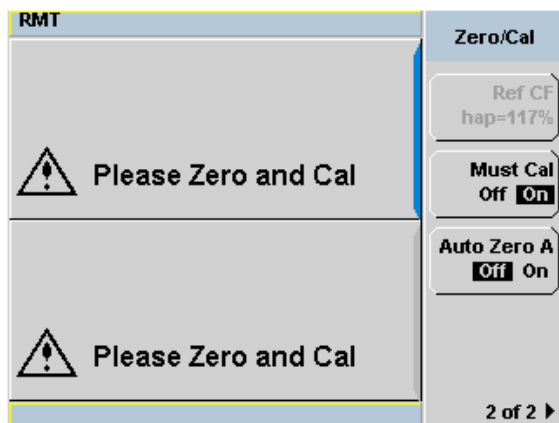 RMT
Zero/Cal
Ref CF
hap=117%
Please Zero and Cal
Must Cal
Off On
Auto Zero A
Off On
Please Zero and Cal
2 of 2